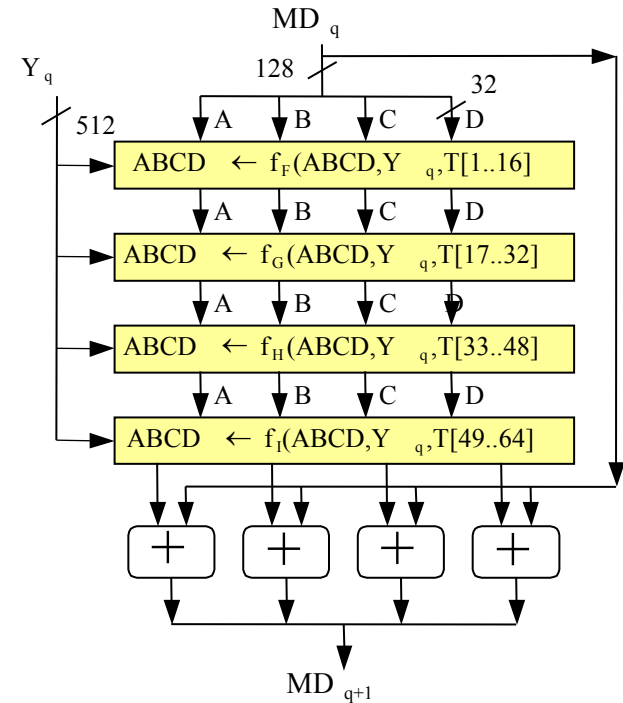 MD q
Y q
128
32
512
A B C D
ABCD ← fF(ABCD,Y q,T[1..16]
A B C D
ABCD ← fG(ABCD,Y q,T[17..32]
A B C D
ABCD ← fH(ABCD,Y q,T[33..48]
A B C D
ABCD ← fI(ABCD,Y q,T[49..64]
+ + + +
MD q+1